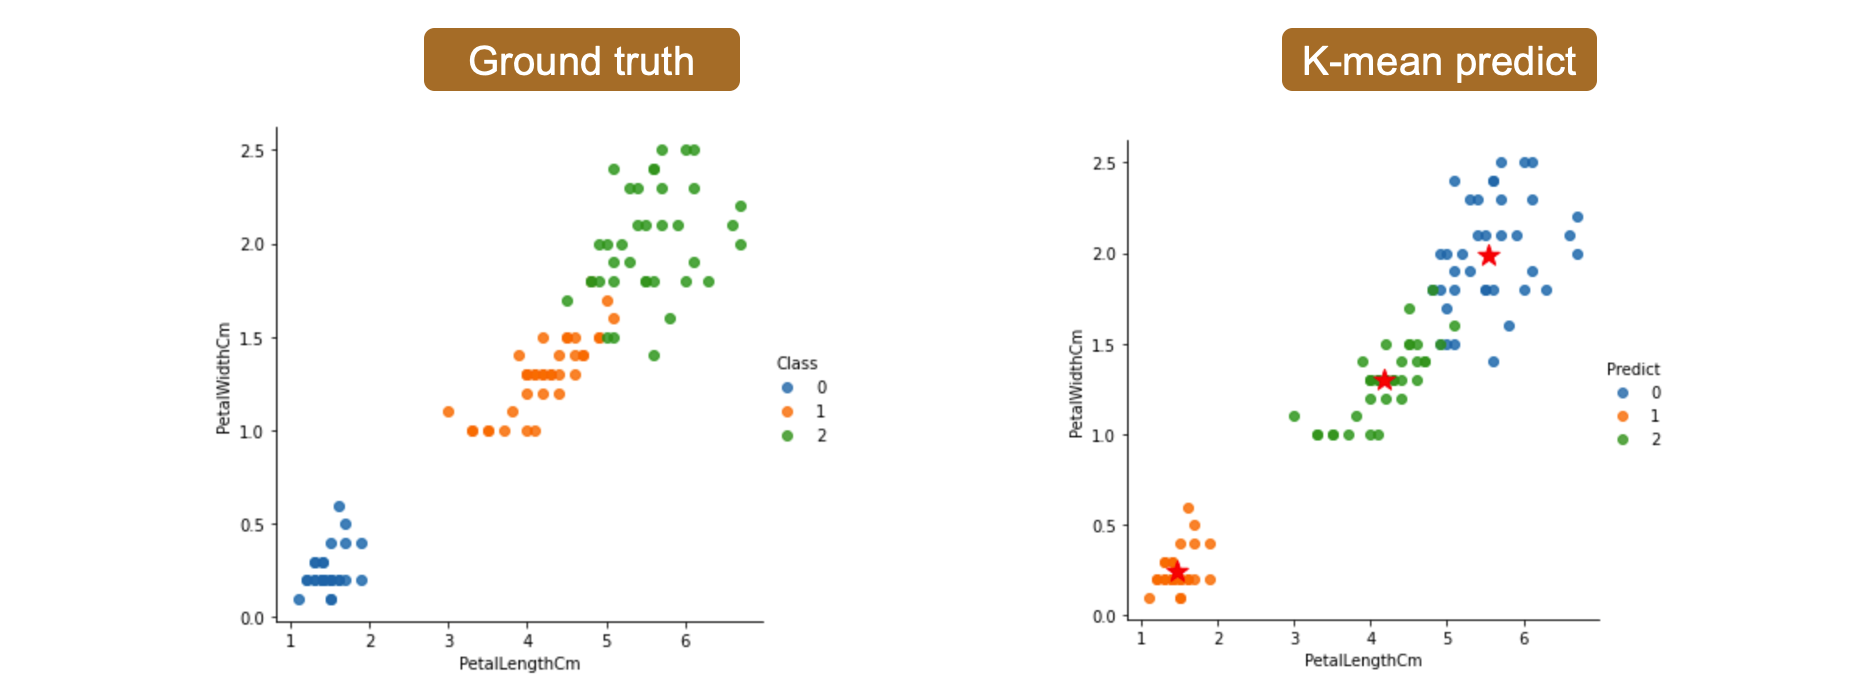 Ground truth
K-mean predict
2.5
2.0
1.5
1.0
0.5
0.0
PetalWidthCm
1 2 3 4 5 6
PetalLengthCm
Class
0
1
2
2.5
2.0
1.5
1.0
0.5
0.0
PetalWidthCm
1 2 3 4 5 6
PetalLengthCm
Predict
0
1
2